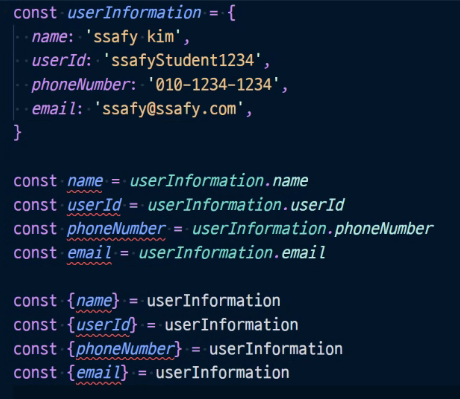 const userInformation = {
  name: 'ssafy kim',
  userId: 'ssafyStudent1234',
  phoneNumber: '010-1234-1234',
  email: 'ssafy@ssafy.com',
}
const name = userInformation.name
const userId = userInformation.userId
const phoneNumber = userInformation.phoneNumber
const email = userInformation.email
const {name} = userInformation
const {userId} = userInformation
const {phoneNumber} = userInformation
const {email} = userInformation